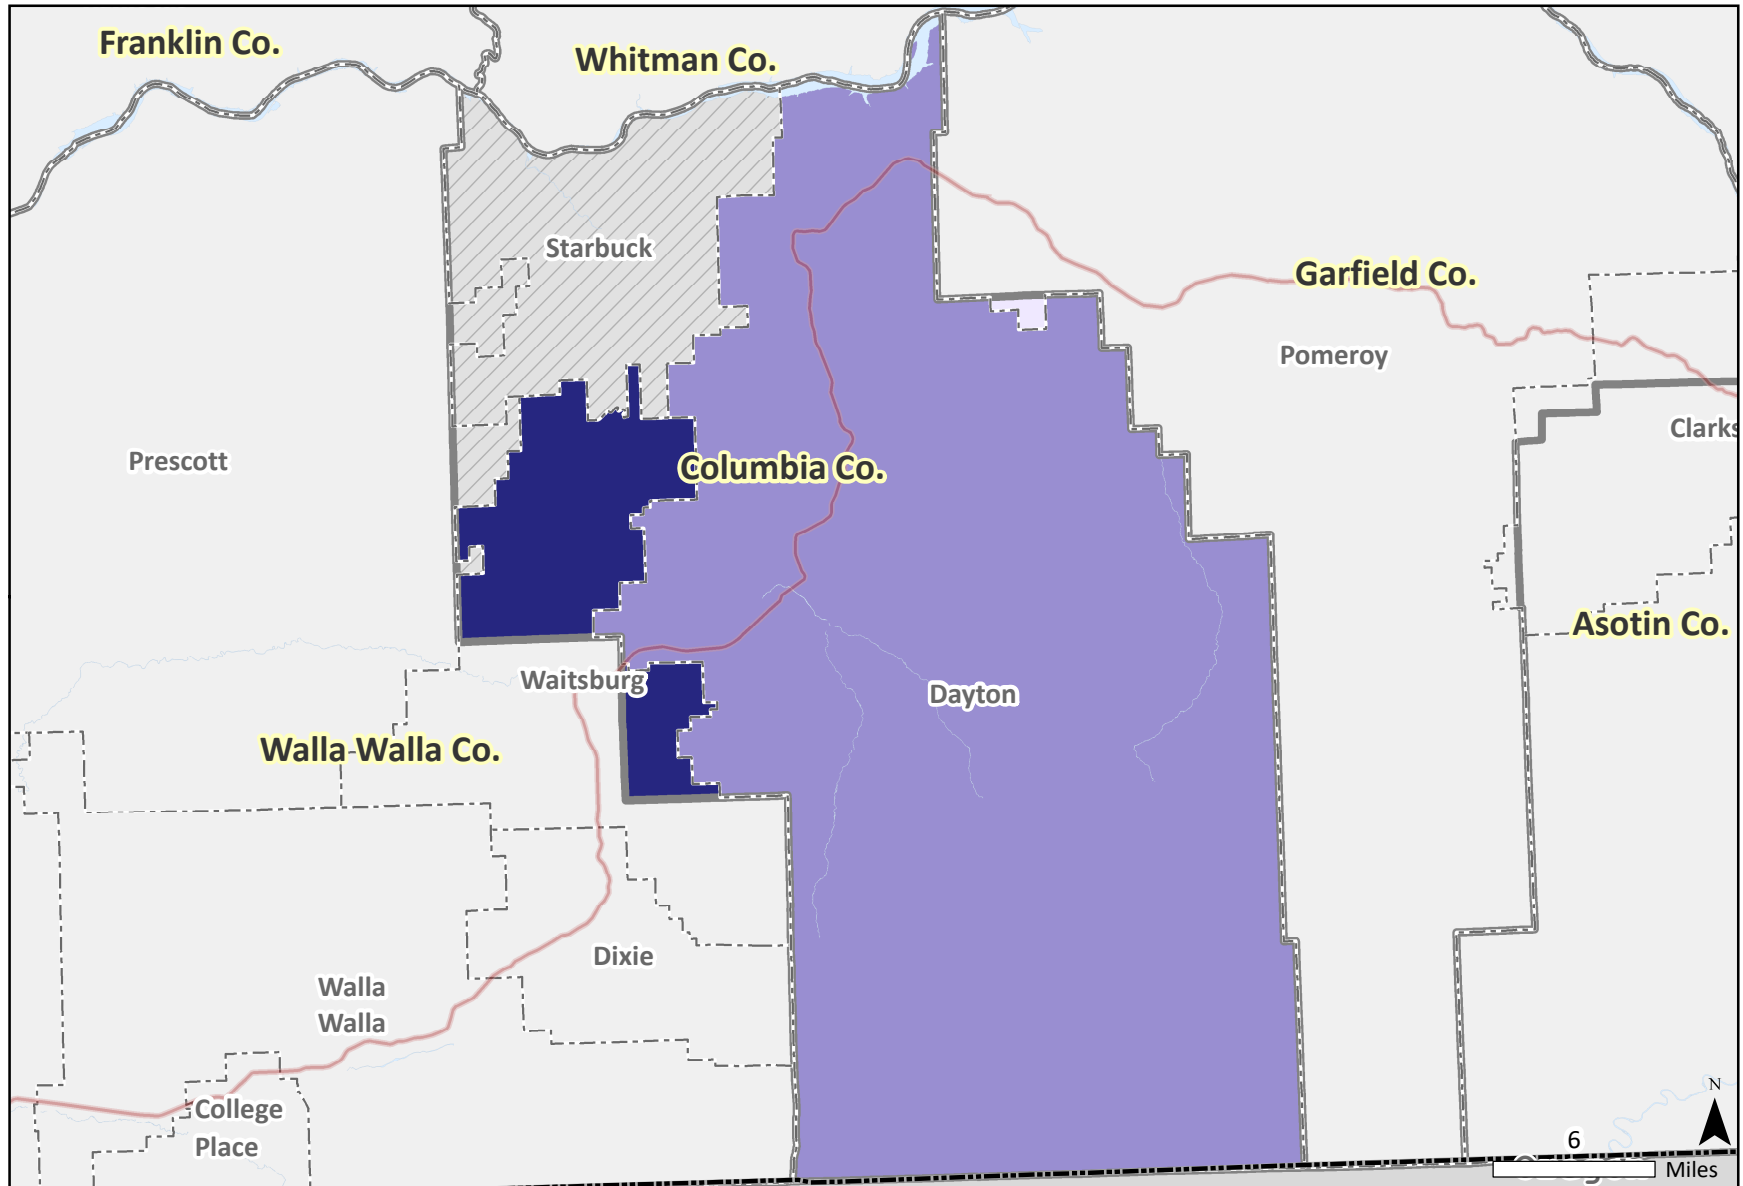 Franklin Co.
Whitman Co.
Starbuck
Garfield Co.
Pomeroy
Clarks
Prescott
Columbia Co.
Asotin Co.
Waitsburg
Dayton
Walla Walla Co.
Dixie
Walla
Walla
College
Place
N
6
Miles